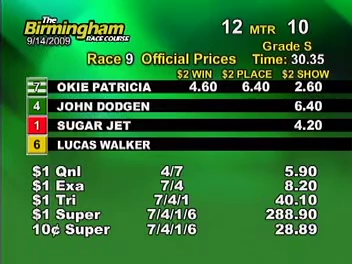 The
Birmingham
RACE COURSE
9/14/2009
12 MTR 10
Grade S
Race 9 Official Prices Time: 30.35
$2 WIN $2 PLACE $2 SHOW
7 OKIE PATRICIA 4.60 6.40 2.60
4 JOHN DODGEN 6.40
1 SUGAR JET 4.20
6 LUCAS WALKER
$1 Qnl 4/7 5.90
$1 Exa 7/4 8.20
$1 Tri 7/4/1 40.10
$1 Super 7/4/1/6 288.90
10¢ Super 7/4/1/6 28.89